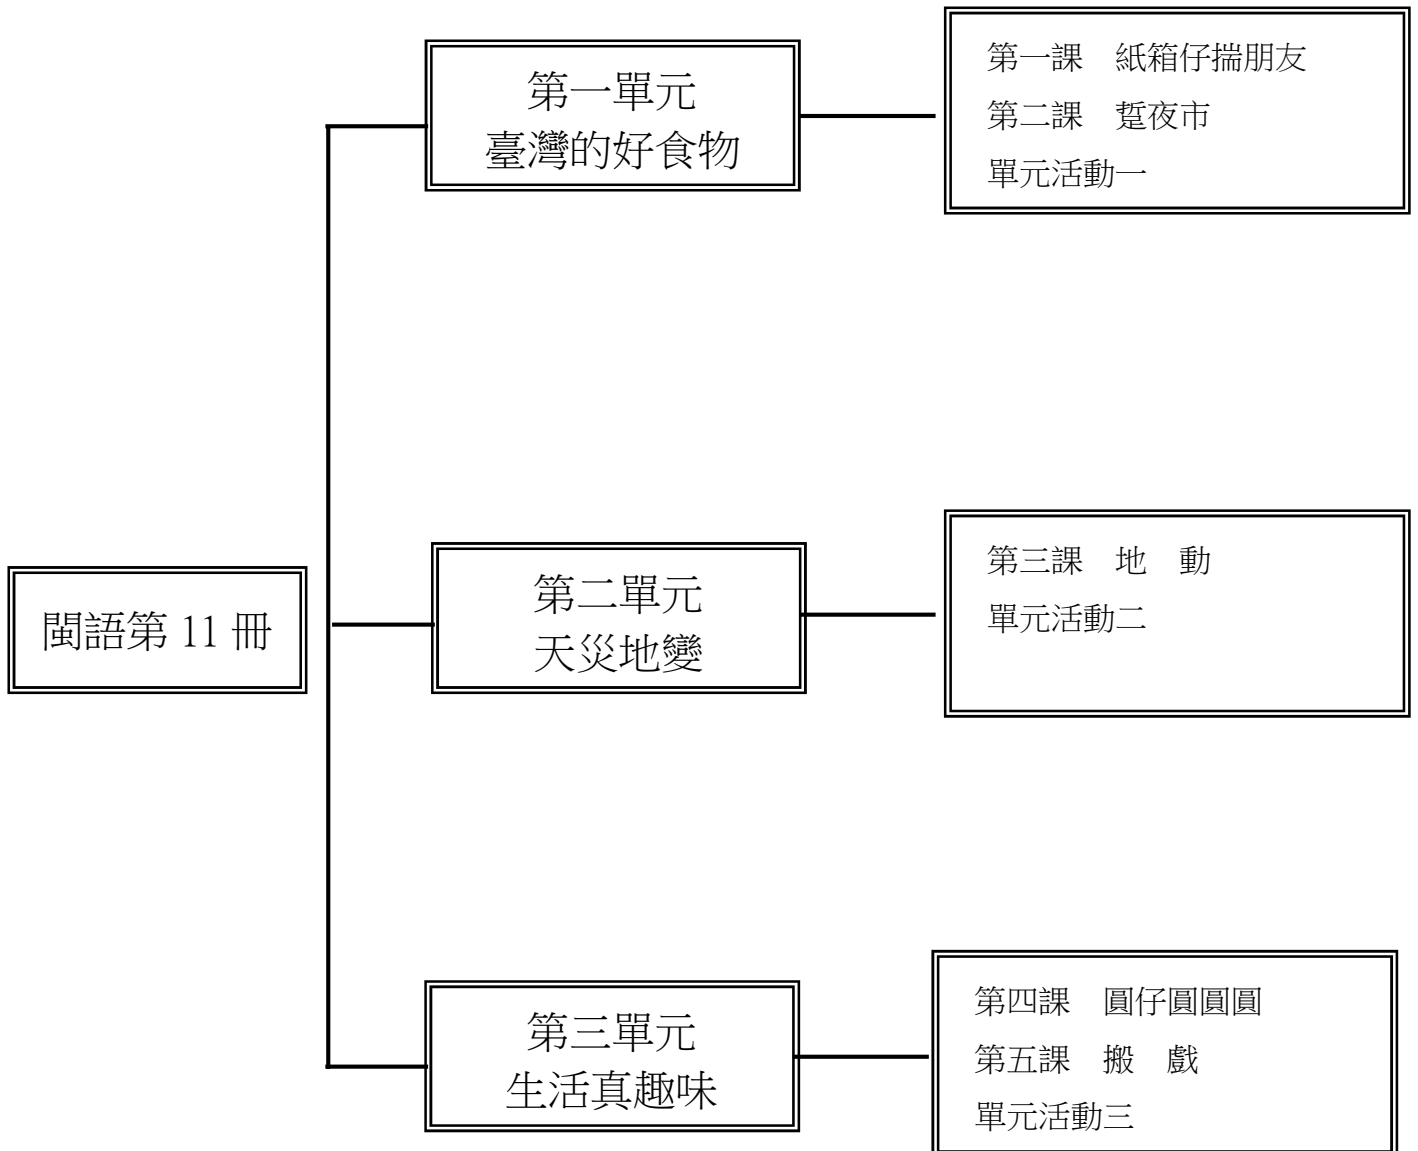 閩語第 11 冊
第一單元
臺灣的好食物
第一課　紙箱仔揣朋友
第二課　踅夜市
單元活動一
第二單元
天災地變
第三課　地　動
單元活動二
第三單元
生活真趣味
第四課　圓仔圓圓圓
第五課　搬　戲
單元活動三